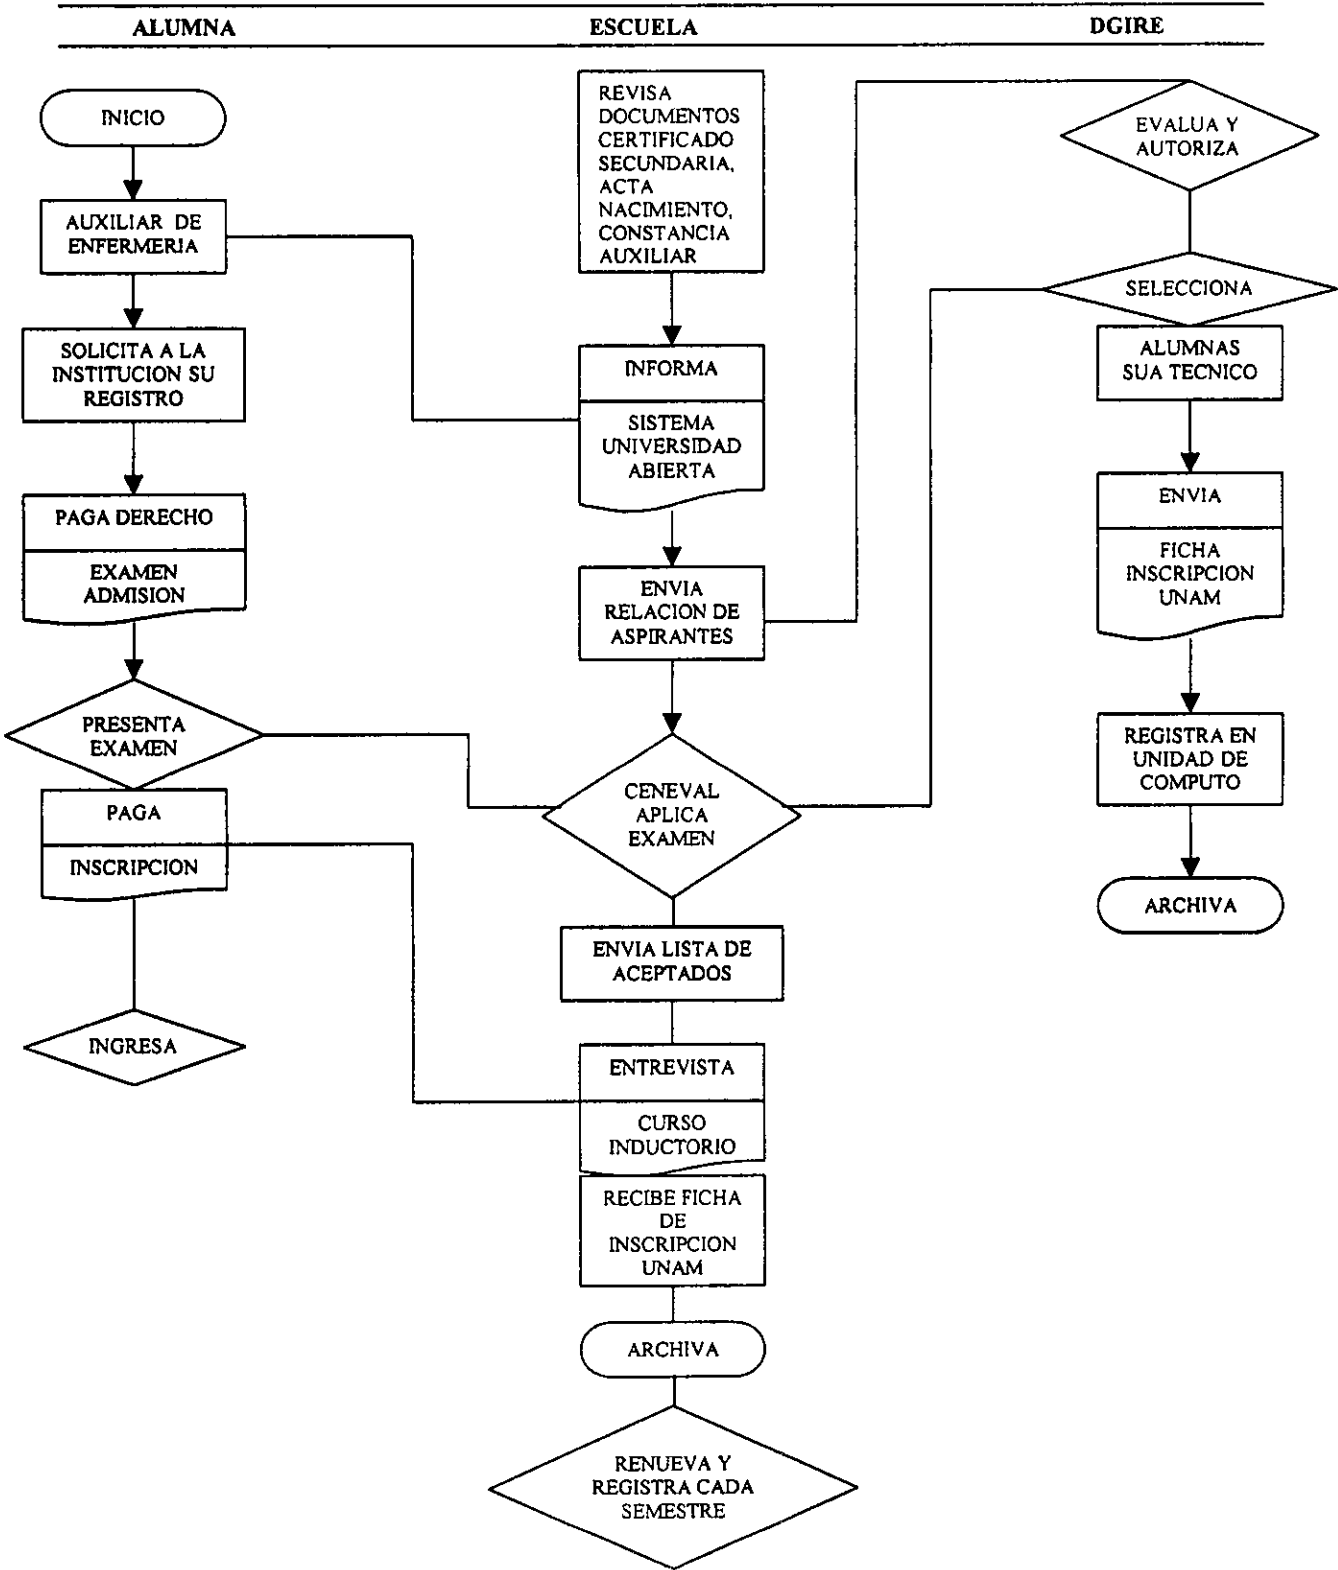 ALUMNA
ESCUELA
DGIRE
INICIO
AUXILIAR DE
ENFERMERIA
SOLICITA A LA
INSTITUCION SU
REGISTRO
PAGA DERECHO
EXAMEN
ADMISION
PRESENTA
EXAMEN
PAGA
INSCRIPCION
INGRESA
REVISA
DOCUMENTOS
CERTIFICADO
SECUNDARIA,
ACTA
NACIMIENTO,
CONSTANCIA
AUXILIAR
INFORMA
SISTEMA
UNIVERSIDAD
ABIERTA
ENVIA
RELACION DE
ASPIRANTES
CENEVAL
APLICA
EXAMEN
ENVIA LISTA DE
ACEPTADOS
ENTREVISTA
CURSO
INDUCTORIO
RECIBE FICHA
DE
INSCRIPCION
UNAM
ARCHIVA
RENUEVA Y
REGISTRA CADA
SEMESTRE
EVALUA Y
AUTORIZA
SELECCIONA
ALUMNAS
SUA TECNICO
ENVIA
FICHA
INSCRIPCION
UNAM
REGISTRA EN
UNIDAD DE
COMPUTO
ARCHIVA